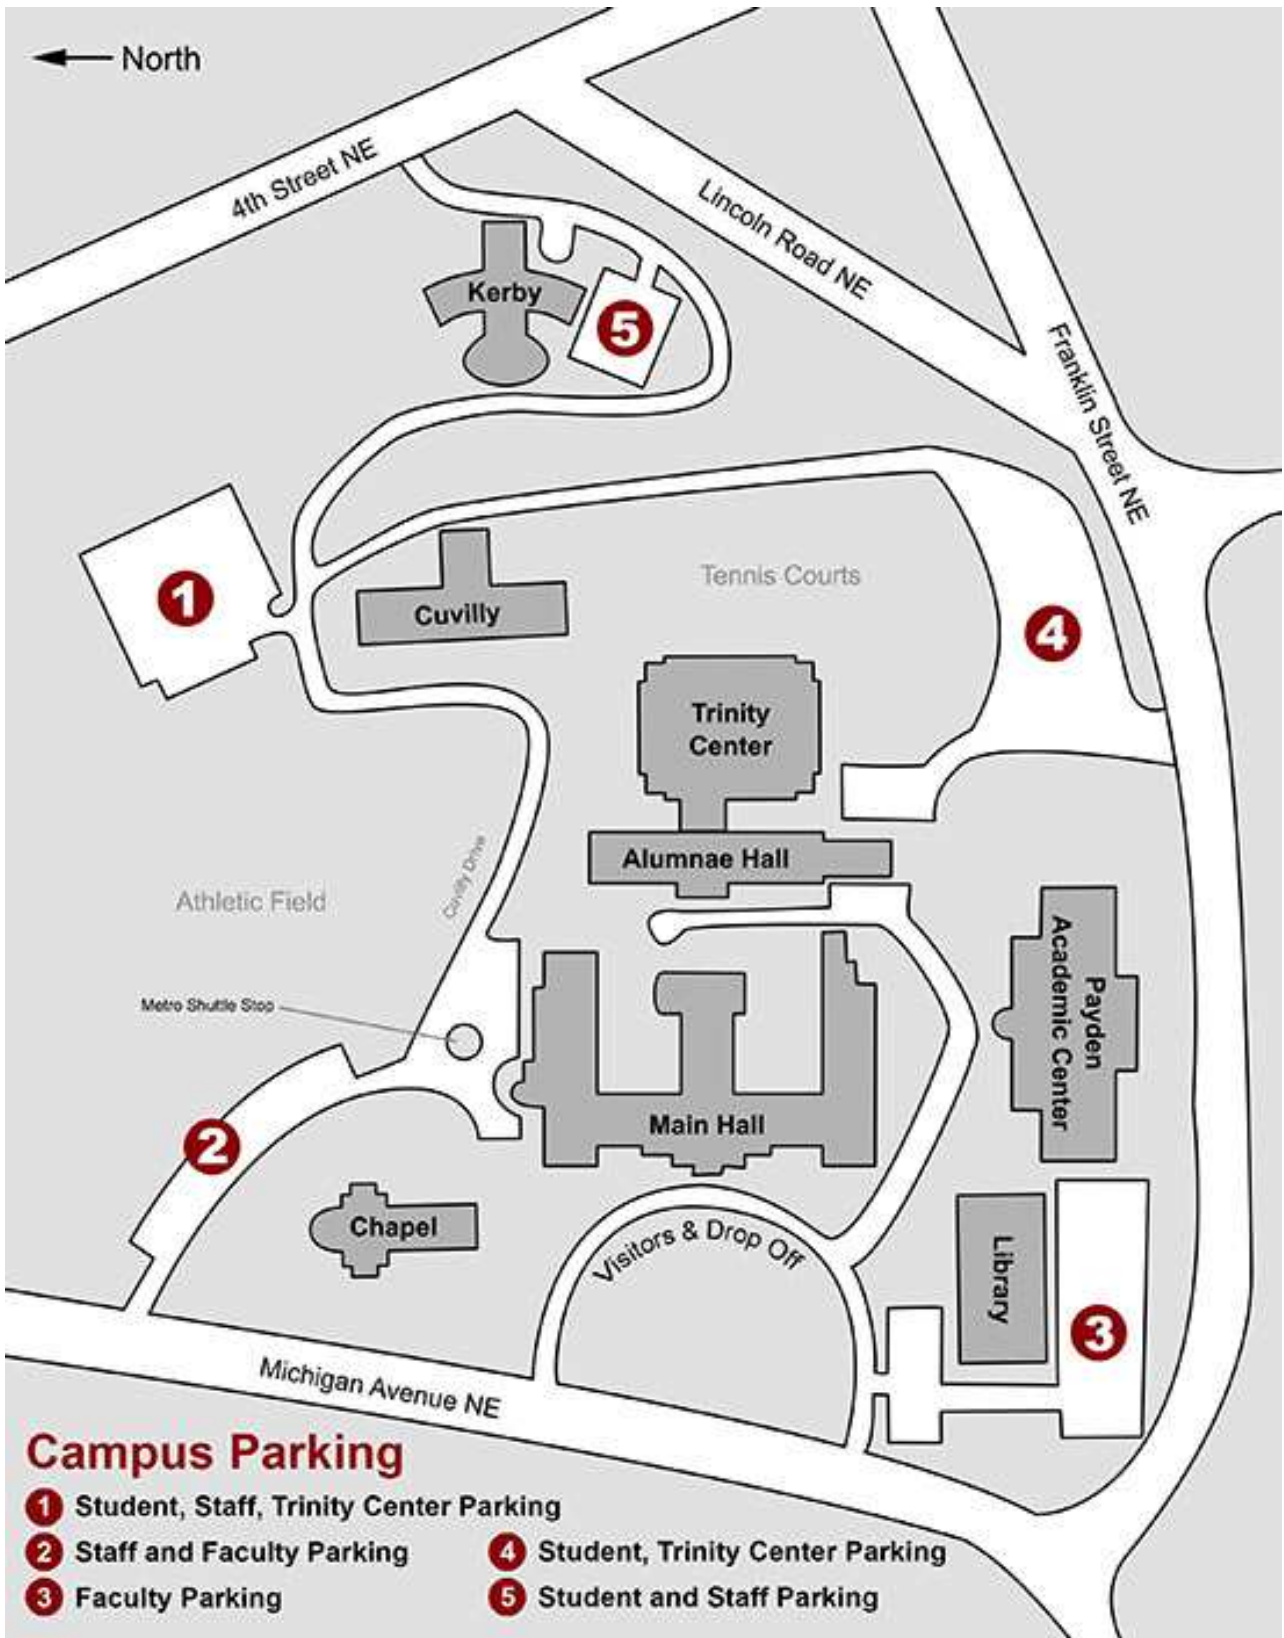 North
4th Street NE
Lincoln Road NE
Kerby
5
Franklin Street NE
1
Cuvilly
Tennis Courts
4
Trinity
Center
Alumnae Hall
Cuvilly Drive
Athletic Field
Payden
Academic Center
Metro Shuttle Stop
Main Hall
2
Chapel
Visitors & Drop Off
Library
3
Michigan Avenue NE
Campus Parking
1 Student, Staff, Trinity Center Parking
2 Staff and Faculty Parking
3 Faculty Parking
4 Student, Trinity Center Parking
5 Student and Staff Parking